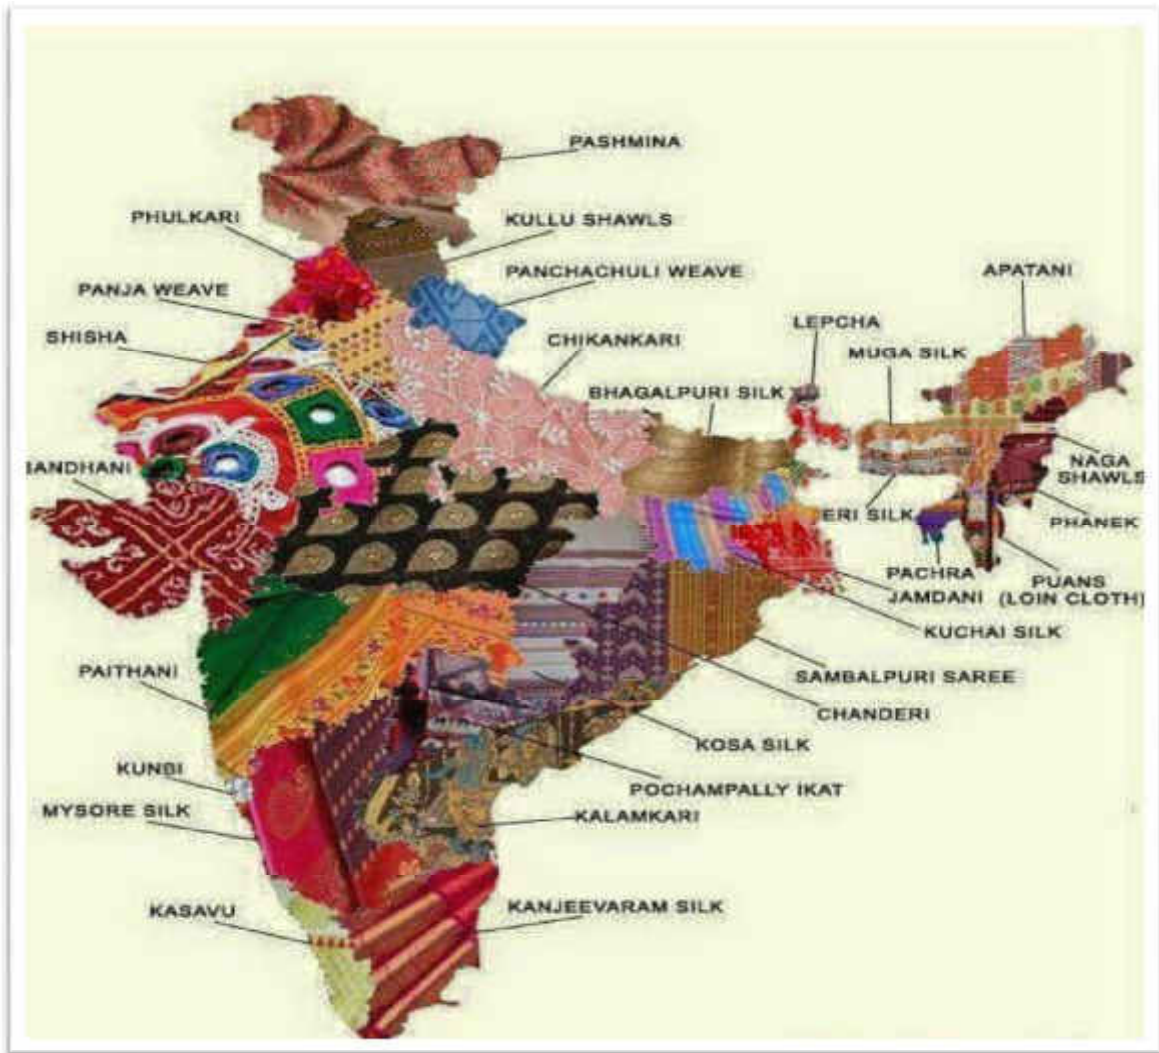 PASHMINA
PHULKARI
KULLU SHAWLS
PANCHACHULI WEAVE
APATANI
PANJA WEAVE
LEPCHA
SHISHA
CHIKANKARI
MUGA SILK
BHAGALPURI SILK
BANDHANI
NAGA
SHAWLS
ERI SILK
PHANEK
PACHRA
PUANS
(LOIN CLOTH)
JAMDANI
KUCHAI SILK
PAITHANI
SAMBALPURI SAREE
CHANDERI
KOSA SILK
KUNBI
POCHAMPALLY IKAT
MYSORE SILK
KALAMKARI
KASAVU
KANJEEVARAM SILK